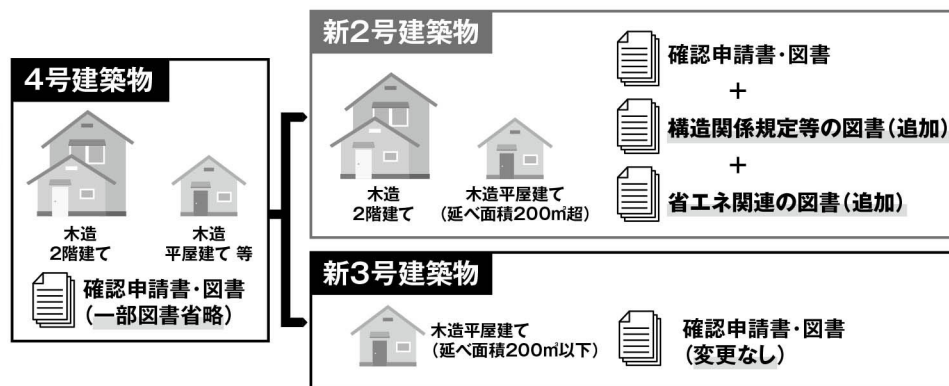 4号建築物
木造
2階建て
木造
平屋建て 等
確認申請書・図書
(一部図書省略)
新2号建築物
木造
2階建て
木造平屋建て
(延べ面積200㎡超)
確認申請書・図書
+
構造関係規定等の図書(追加)
+
省エネ関連の図書(追加)
新3号建築物
木造平屋建て
(延べ面積200㎡以下)
確認申請書・図書
(変更なし)